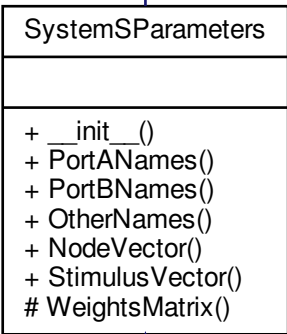 SystemSParameters
+ __init__()
+ PortANames()
+ PortBNames()
+ OtherNames()
+ NodeVector()
+ StimulusVector()
# WeightsMatrix()